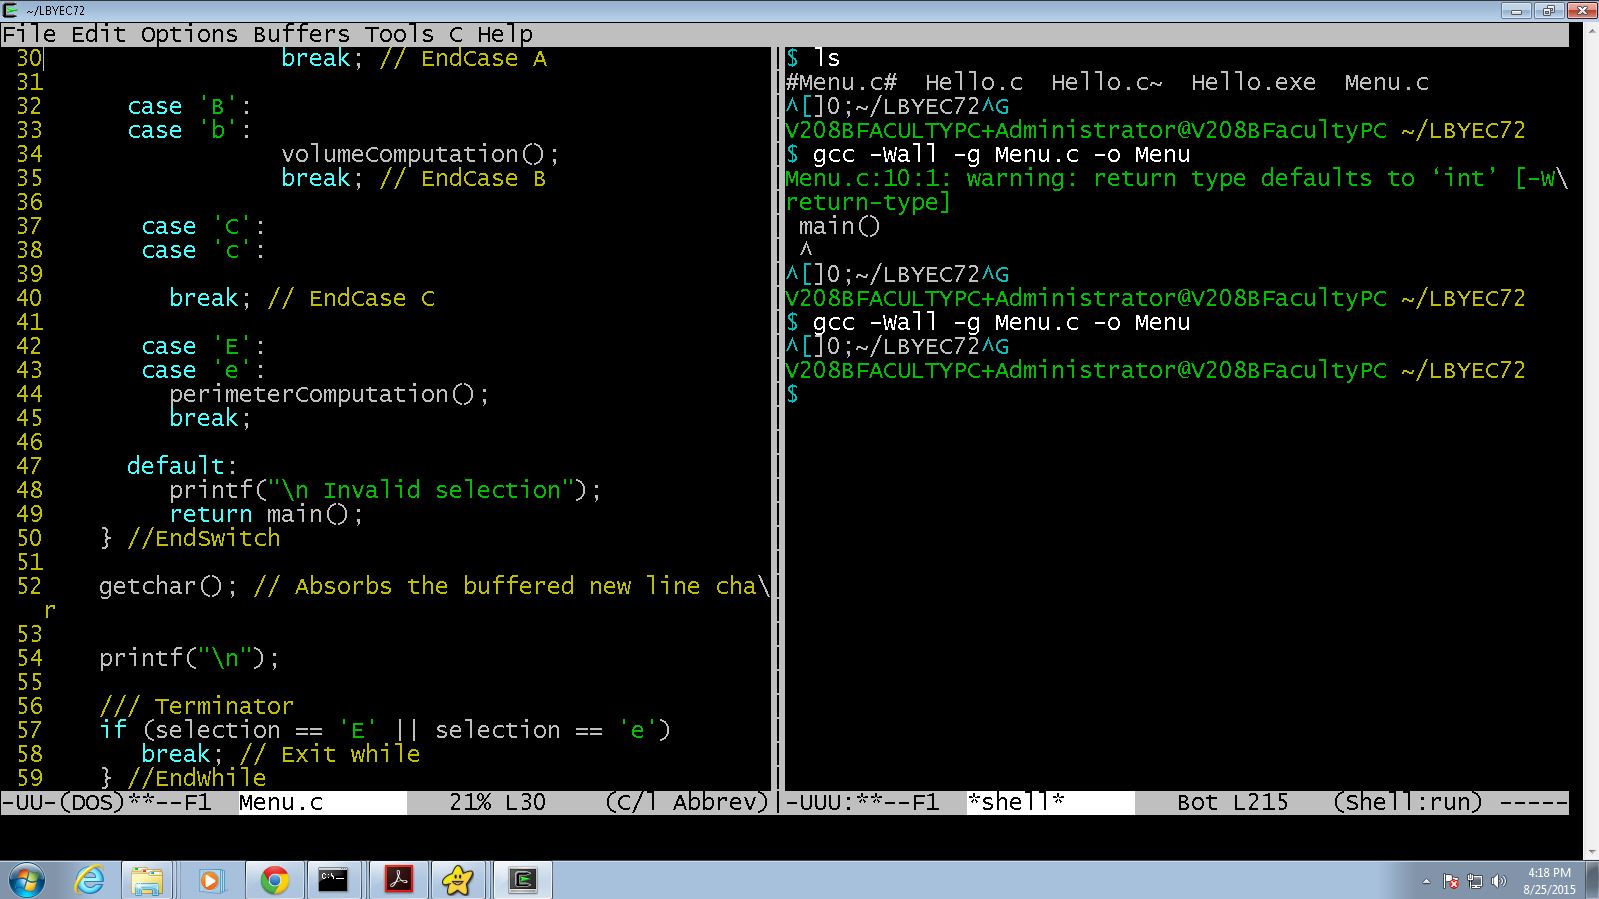 ~/LBYEC72
File Edit Options Buffers Tools C Help
30                 break; // EndCase A
31
32      case 'B':
33      case 'b':
34                 volumeComputation();
35                 break; // EndCase B
36
37       case 'C':
38       case 'c':
39
40         break; // EndCase C
41
42       case 'E':
43       case 'e':
44         perimeterComputation();
45         break;
46
47      default:
48         printf("\n Invalid selection");
49         return main();
50    } //EndSwitch
51
52    getchar(); // Absorbs the buffered new line cha\
r
53
54    printf("\n");
55
56    /// Terminator
57    if (selection == 'E' || selection == 'e')
58       break; // Exit while
59    } //EndWhile
-UU-(DOS)**--F1  Menu.c         21% L30    (C/l Abbrev)
$ ls
#Menu.c#  Hello.c  Hello.c~  Hello.exe  Menu.c
^[]0;~/LBYEC72^G
V208BFACULTYPC+Administrator@V208BFacultyPC ~/LBYEC72
$ gcc -Wall -g Menu.c -o Menu
Menu.c:10:1: warning: return type defaults to ‘int’ [-W\
return-type]
 main()
 ^
^[]0;~/LBYEC72^G
V208BFACULTYPC+Administrator@V208BFacultyPC ~/LBYEC72
$ gcc -Wall -g Menu.c -o Menu
^[]0;~/LBYEC72^G
V208BFACULTYPC+Administrator@V208BFacultyPC ~/LBYEC72
$
-UUU:**--F1  *shell*        Bot L215   (Shell:run) -----
4:18 PM
8/25/2015